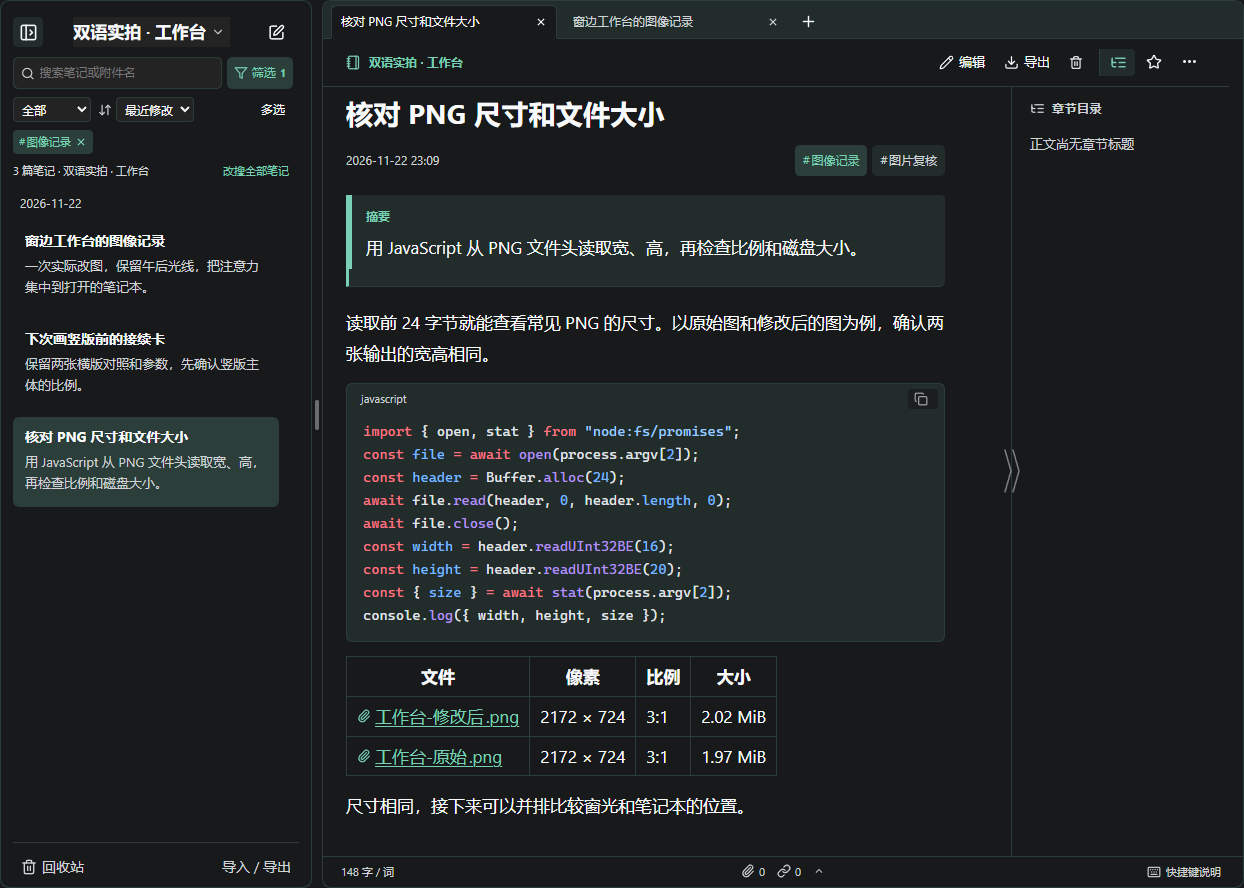 双语实拍 · 工作台
搜索笔记或附件名
筛选 1
全部
最近修改
多选
#图像记录 ×
3 篇笔记 · 双语实拍 · 工作台
改搜全部笔记
2026-11-22
窗边工作台的图像记录
一次实际改图，保留午后光线，把注意力
集中到打开的笔记本。
下次画竖版前的接续卡
保留两张横版对照和参数，先确认竖版主
体的比例。
核对 PNG 尺寸和文件大小
用 JavaScript 从 PNG 文件头读取宽、高，
再检查比例和磁盘大小。
回收站
导入 / 导出
核对 PNG 尺寸和文件大小 ×
窗边工作台的图像记录 × +
双语实拍 · 工作台
编辑
导出
核对 PNG 尺寸和文件大小
2026-11-22 23:09
#图像记录
#图片复核
摘要
用 JavaScript 从 PNG 文件头读取宽、高，再检查比例和磁盘大小。
读取前 24 字节就能查看常见 PNG 的尺寸。以原始图和修改后的图为例，确认两
张输出的宽高相同。
javascript
import { open, stat } from "node:fs/promises";
const file = await open(process.argv[2]);
const header = Buffer.alloc(24);
await file.read(header, 0, header.length, 0);
await file.close();
const width = header.readUInt32BE(16);
const height = header.readUInt32BE(20);
const { size } = await stat(process.argv[2]);
console.log({ width, height, size });
文件 像素 比例 大小
工作台-修改后.png 2172 × 724 3:1 2.02 MiB
工作台-原始.png 2172 × 724 3:1 1.97 MiB
尺寸相同，接下来可以并排比较窗光和笔记本的位置。
148 字 / 词
0
0
章节目录
正文尚无章节标题
快捷键说明